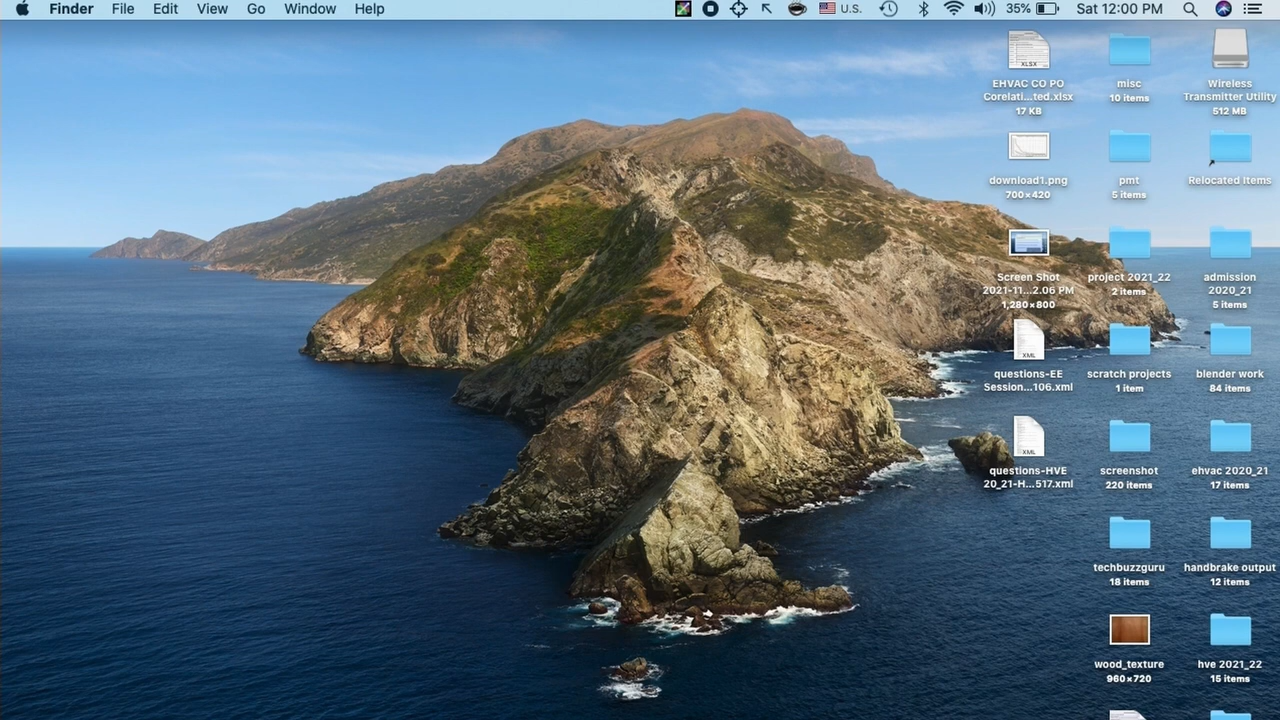 Finder File Edit View Go Window Help U.S. 35% Sat 12:00 PM
XLSX
EHVAC CO PO
Corelati...ted.xlsx
17 KB
misc
10 items
Wireless
Transmitter Utility
512 MB
download1.png
700×420
pmt
5 items
Relocated Items
Screen Shot
2021-11...2.06 PM
1,280×800
project 2021_22
2 items
admission
2020_21
5 items
XML
questions-EE
Session...106.xml
scratch projects
1 item
blender work
84 items
XML
questions-HVE
20_21-H...517.xml
screenshot
220 items
ehvac 2020_21
17 items
techbuzzguru
18 items
handbrake output
12 items
wood_texture
960×720
hve 2021_22
15 items